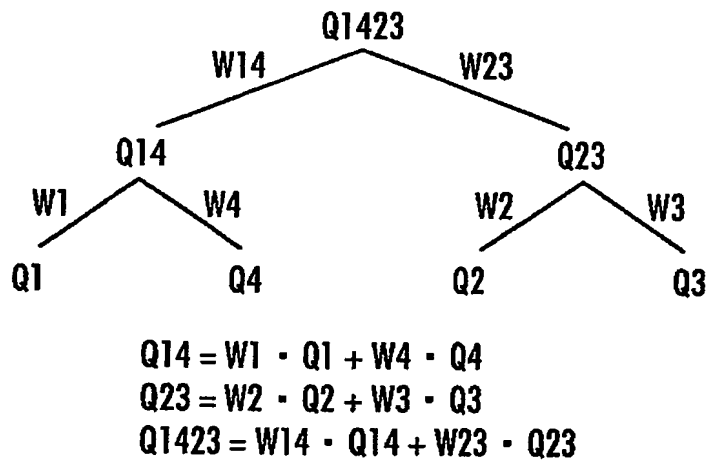 Q1423
W14 W23
Q14 Q23
W1 W4 W2 W3
Q1 Q4 Q2 Q3
Q14 = W1 · Q1 + W4 · Q4
Q23 = W2 · Q2 + W3 · Q3
Q1423 = W14 · Q14 + W23 · Q23